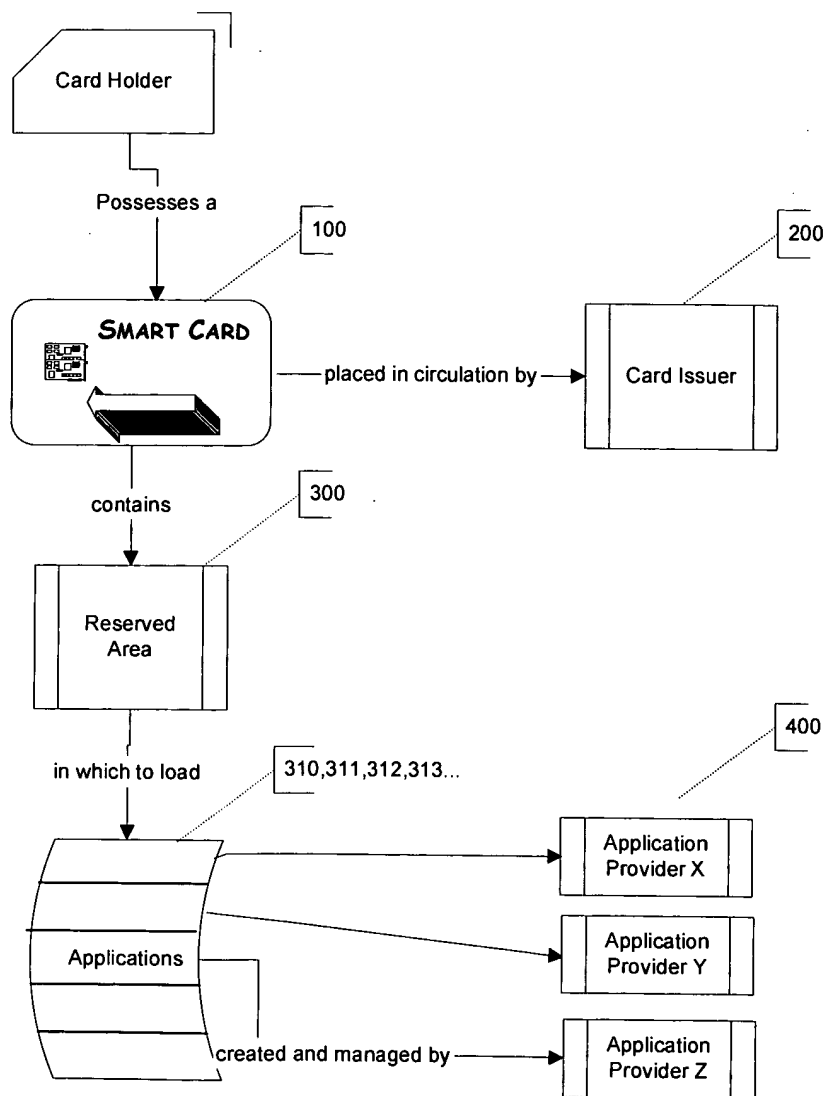 Card Holder
Possesses a
100
200
SMART CARD
placed in circulation by
Card Issuer
contains
300
Reserved
Area
400
in which to load
310,311,312,313...
Application
Provider X
Application
Provider Y
Applications
created and managed by
Application
Provider Z